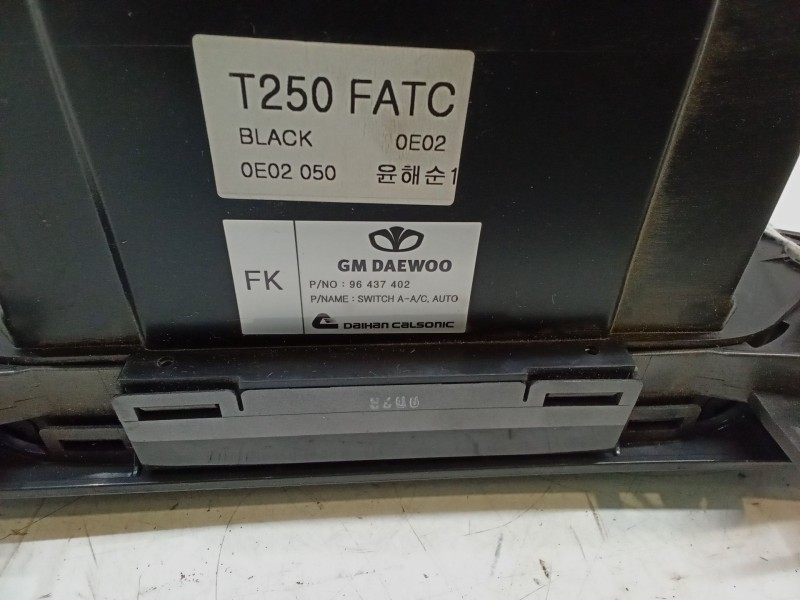 T250 FATC
BLACK 0E02
0E02 050 윤해순1
FK
GM DAEWOO
P/NO : 96 437 402
P/NAME : SWITCH A-A/C, AUTO
DAIHAN CALSONIC